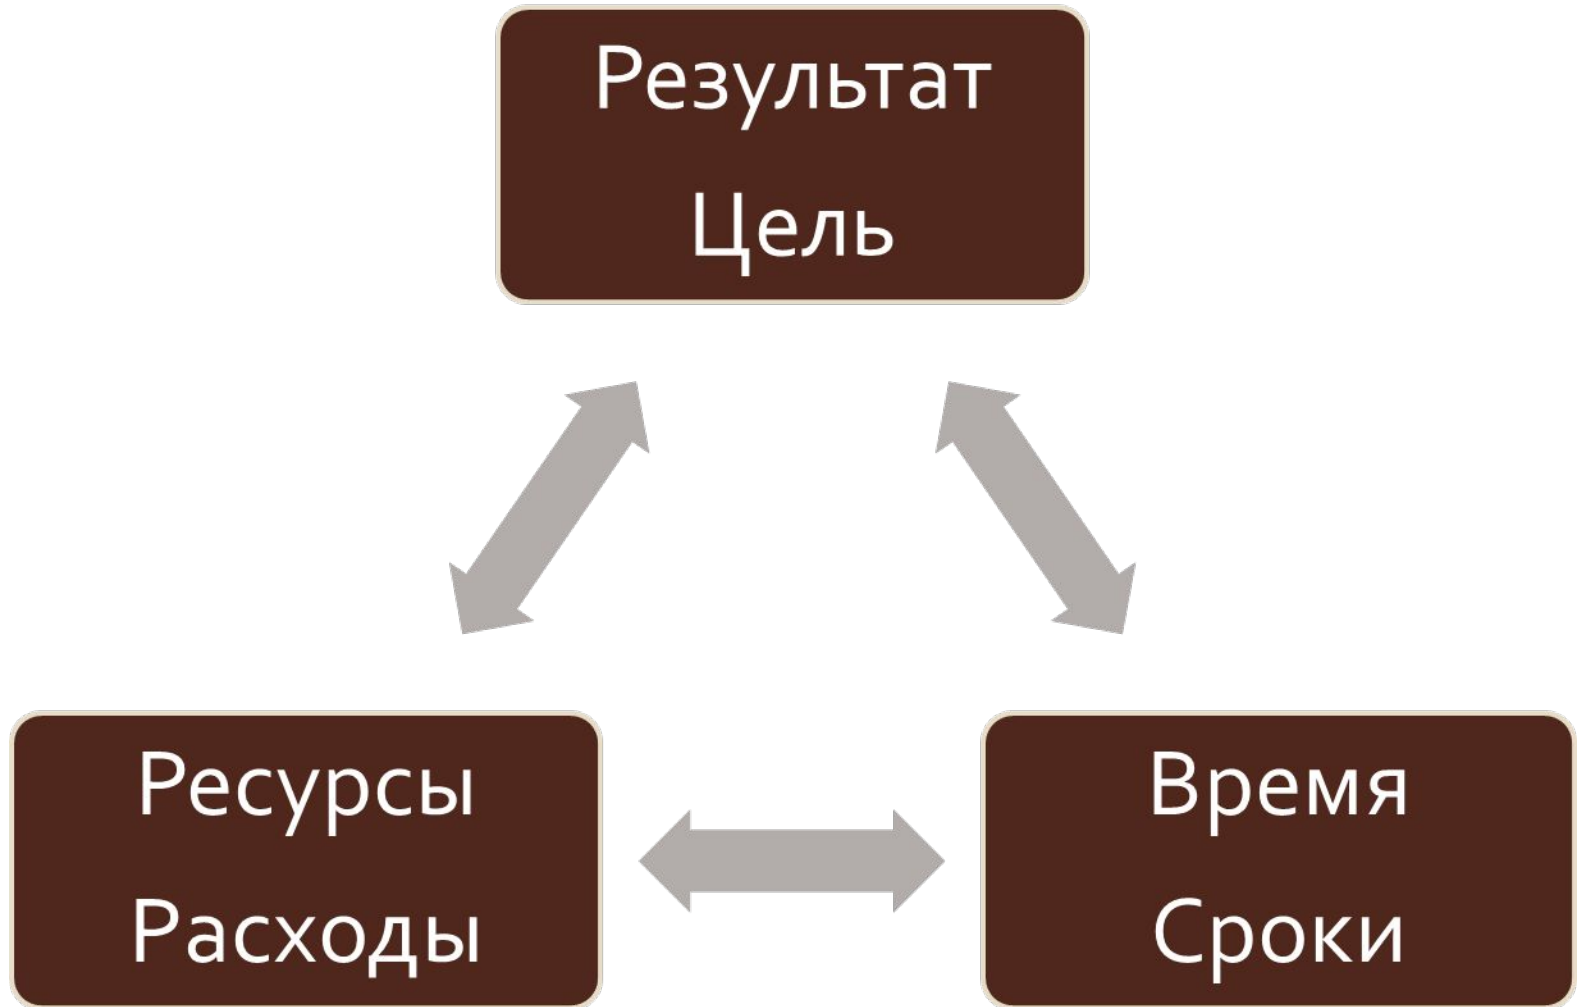 Результат
Цель
Ресурсы
Расходы
Время
Сроки